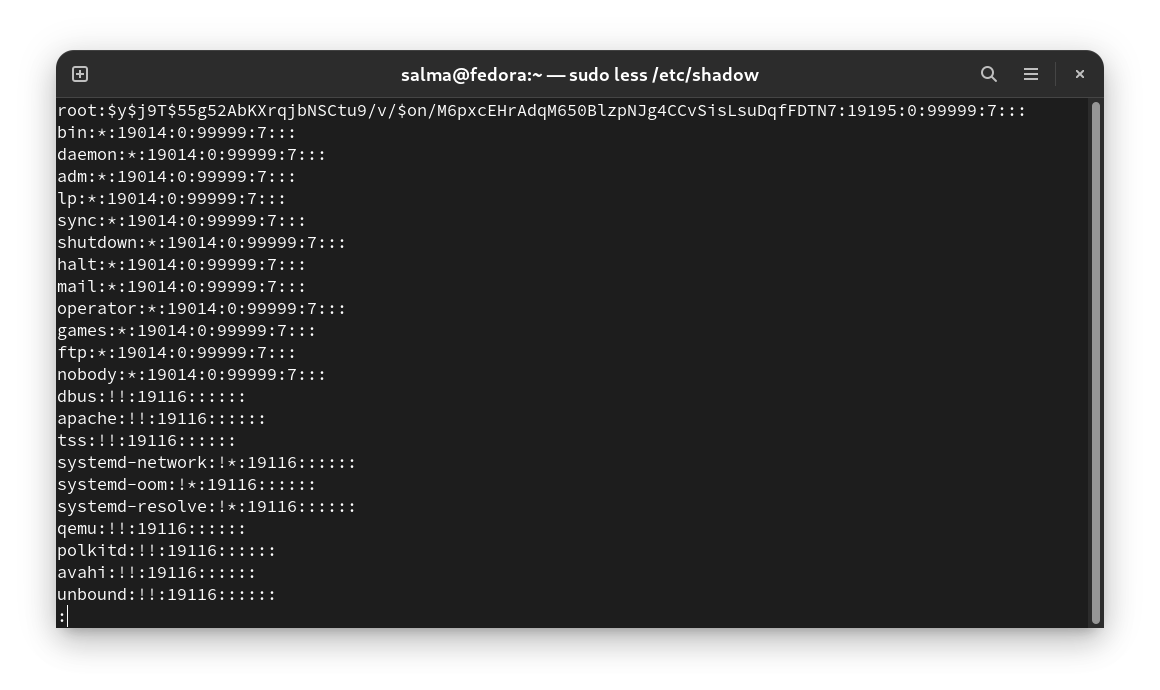 salma@fedora:~ — sudo less /etc/shadow
root:$y$j9T$55g52AbKXrqjbNSCtu9/v/$on/M6pxcEHrAdqM650BlzpNJg4CCvSisLsuDqfFDTN7:19195:0:99999:7:::
bin:*:19014:0:99999:7:::
daemon:*:19014:0:99999:7:::
adm:*:19014:0:99999:7:::
lp:*:19014:0:99999:7:::
sync:*:19014:0:99999:7:::
shutdown:*:19014:0:99999:7:::
halt:*:19014:0:99999:7:::
mail:*:19014:0:99999:7:::
operator:*:19014:0:99999:7:::
games:*:19014:0:99999:7:::
ftp:*:19014:0:99999:7:::
nobody:*:19014:0:99999:7:::
dbus:!!:19116::::::
apache:!!:19116::::::
tss:!!:19116::::::
systemd-network:!*:19116::::::
systemd-oom:!*:19116::::::
systemd-resolve:!*:19116::::::
qemu:!!:19116::::::
polkitd:!!:19116::::::
avahi:!!:19116::::::
unbound:!!:19116::::::
: